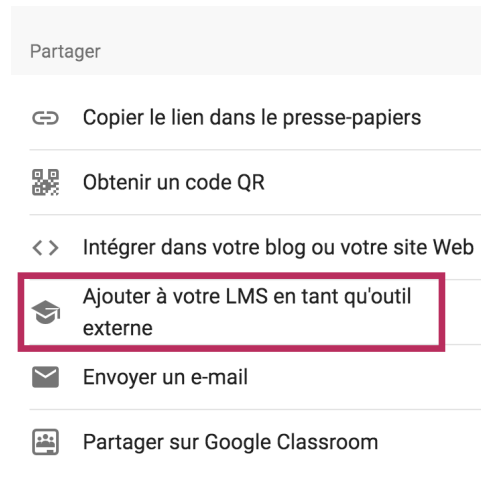 Partager
Copier le lien dans le presse-papiers
Obtenir un code QR
Intégrer dans votre blog ou votre site Web
Ajouter à votre LMS en tant qu'outil
externe
Envoyer un e-mail
Partager sur Google Classroom